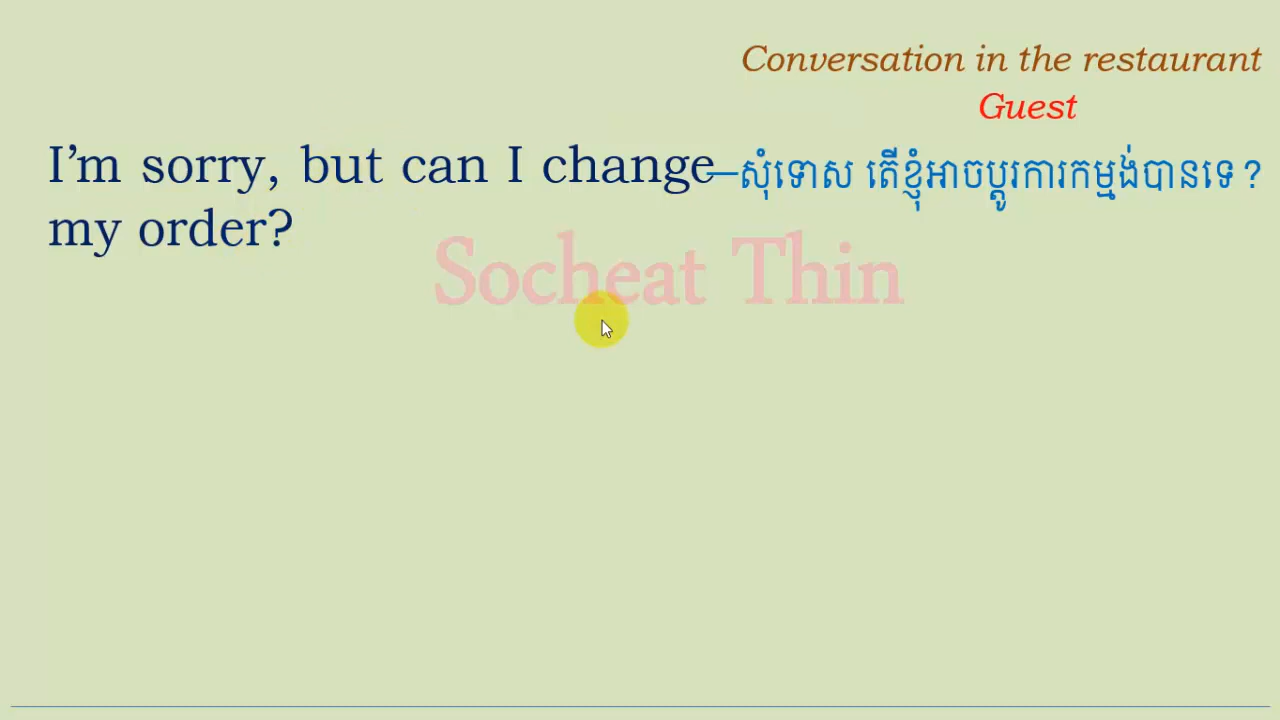 Conversation in the restaurant
Guest
I'm sorry, but can I change
my order?
—សុំទោស តើខ្ញុំអាចប្តូរការកម្មង់បានទេ?
Socheat Thin